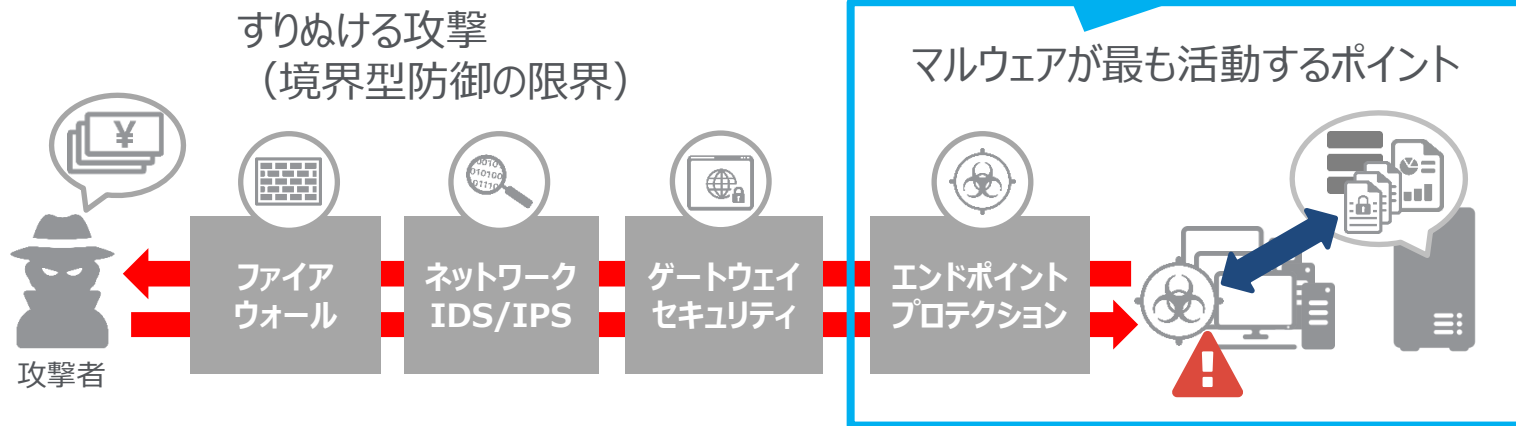 すりぬける攻撃
（境界型防御の限界）
マルウェアが最も活動するポイント
¥
00101
010100
01110
ファイア
ウォール
ネットワーク
IDS/IPS
ゲートウェイ
セキュリティ
エンドポイント
プロテクション
攻撃者